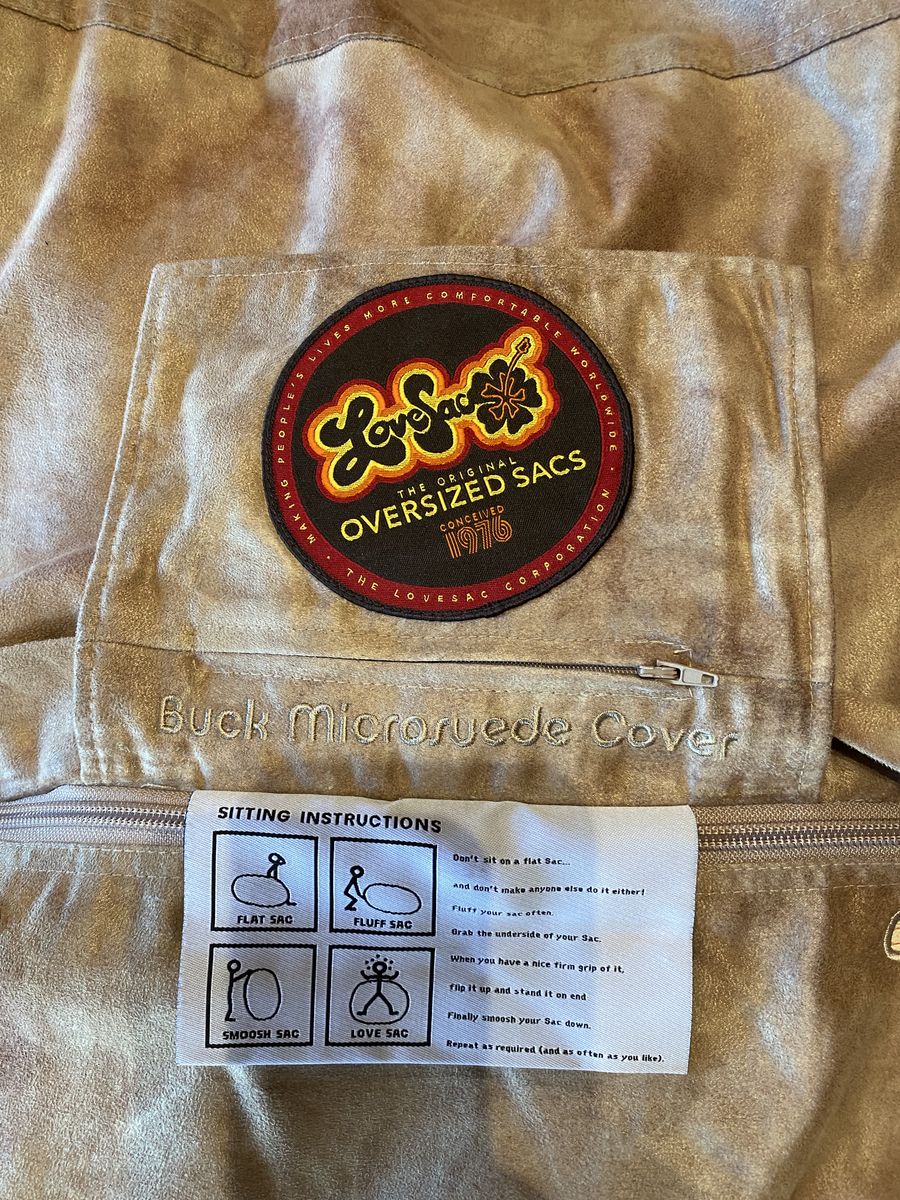 MAKING PEOPLE'S LIVES MORE COMFORTABLE WORLDWIDE.
LoveSac
THE ORIGINAL
OVERSIZED SACS
CONCEIVED
1976
THE LOVESAC CORPORATION
Buck Microsuede Cover
SITTING INSTRUCTIONS
FLAT SAC
FLUFF SAC
SMOOSH SAC
LOVE SAC
Don't sit on a flat Sac...
and don't make anyone else do it either!
Fluff your sac often.
Grab the underside of your Sac.
When you have a nice firm grip of it,
flip it up and stand it on end
Finally smoosh your Sac down.
Repeat as required (and as often as you like).